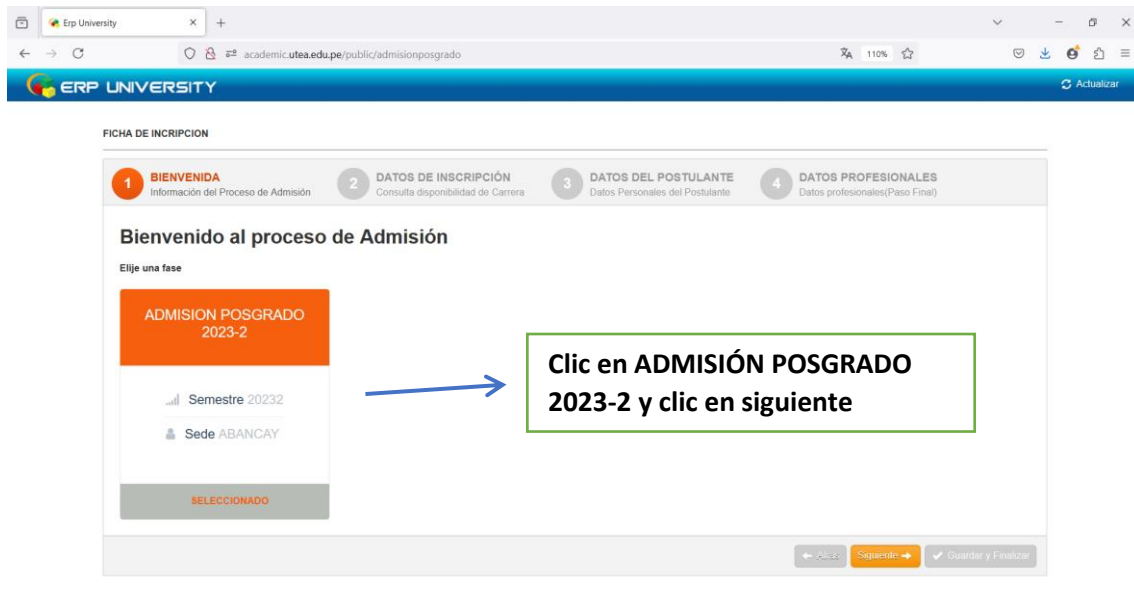 Erp University
academic.utea.edu.pe/public/admisionposgrado
110%
ERP UNIVERSITY
Actualizar
FICHA DE INCRIPCION
1 BIENVENIDA
Información del Proceso de Admisión
2 DATOS DE INSCRIPCIÓN
Consulta disponibilidad de Carrera
3 DATOS DEL POSTULANTE
Datos Personales del Postulante
4 DATOS PROFESIONALES
Datos profesionales(Paso Final)
Bienvenido al proceso de Admisión
Elije una fase
ADMISION POSGRADO
2023-2
Semestre 20232
Sede ABANCAY
SELECCIONADO
Clic en ADMISIÓN POSGRADO
2023-2 y clic en siguiente
Siguiente
Guardar y Finalizar